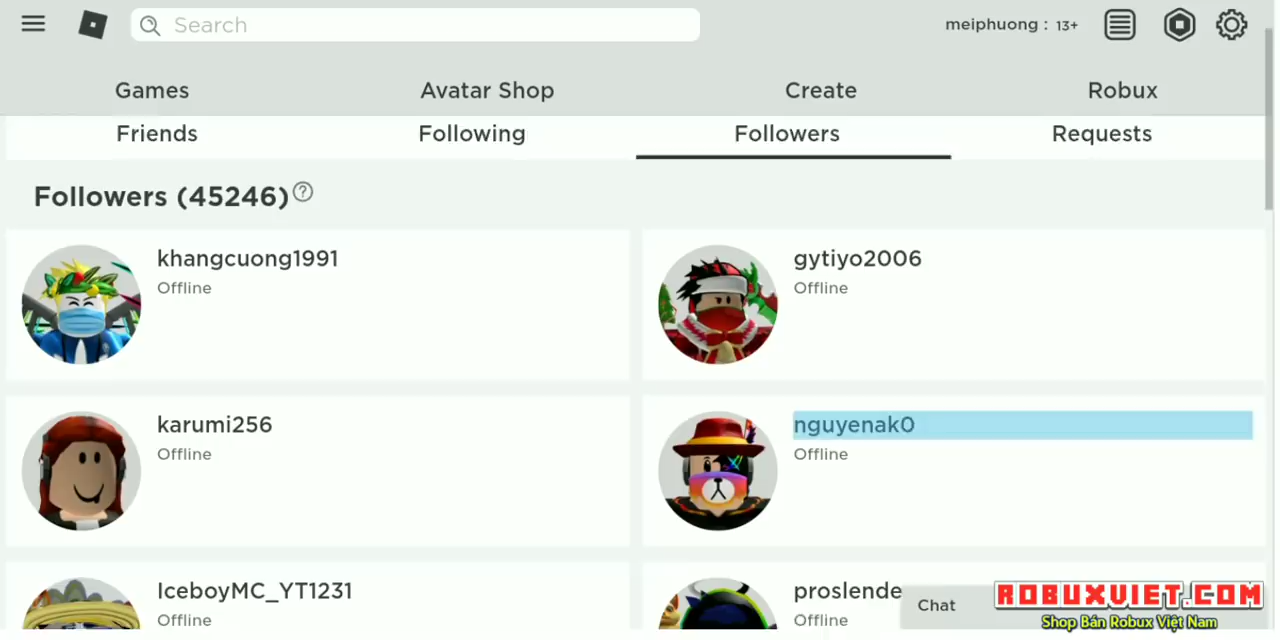 Search
meiphuong : 13+
Games Avatar Shop Create Robux
Friends Following Followers Requests
Followers (45246) ?
khangcuong1991
Offline
gytiyo2006
Offline
karumi256
Offline
nguyenak0
Offline
IceboyMC_YT1231
Offline
proslende
Offline
Chat
ROBUXVIET.COM
Shop Bán Robux Việt Nam